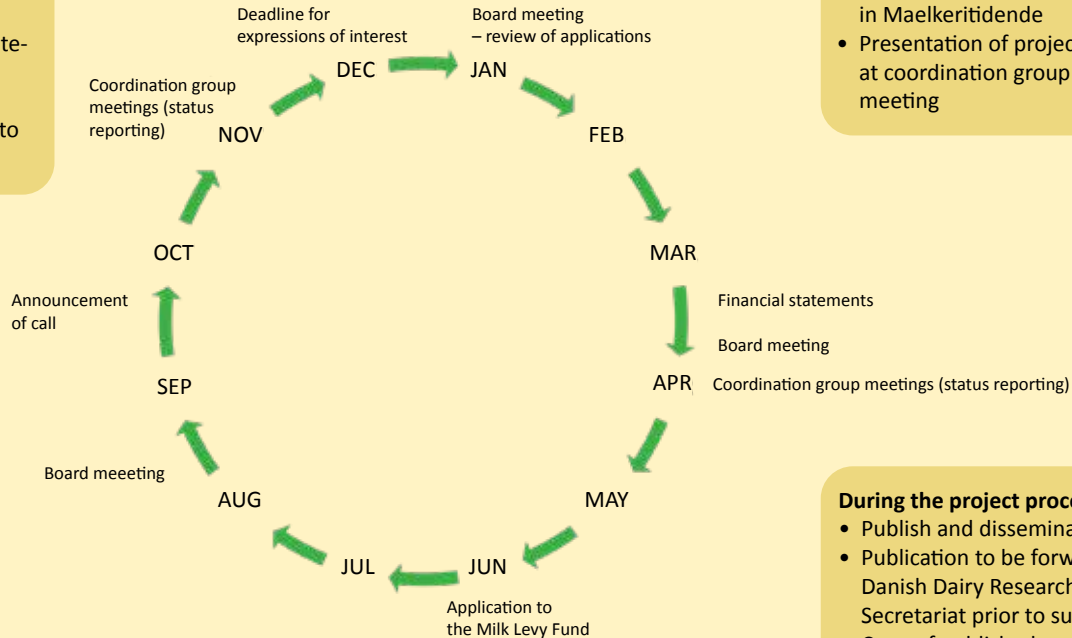 te-
to
Deadline for
expressions of interest
Board meeting
– review of applications
DEC
JAN
Coordination group
meetings (status
reporting)
NOV
FEB
in Maelkeritidende
• Presentation of projec
at coordination group
meeting
OCT
MAR
Announcement
of call
Financial statements
Board meeting
SEP
APR
Coordination group meetings (status reporting)
Board meeeting
AUG
MAY
JUL
JUN
Application to
the Milk Levy Fund
During the project proce
• Publish and dissemina
• Publication to be forw
Danish Dairy Research
Secretariat prior to su